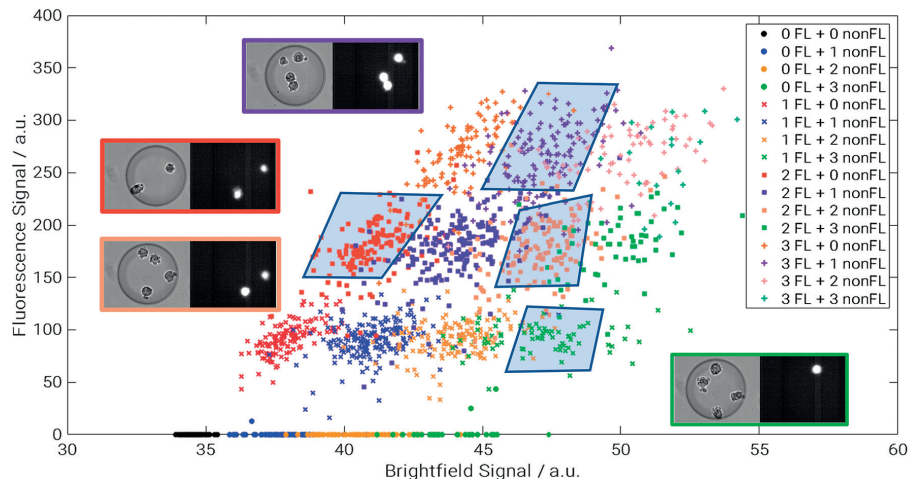 400
350
300
250
200
150
100
50
0
30
35
40
45
50
55
60
Fluorescence Signal / a.u.
Brightfield Signal / a.u.
0 FL + 0 nonFL
0 FL + 1 nonFL
0 FL + 2 nonFL
0 FL + 3 nonFL
1 FL + 0 nonFL
1 FL + 1 nonFL
1 FL + 2 nonFL
1 FL + 3 nonFL
2 FL + 0 nonFL
2 FL + 1 nonFL
2 FL + 2 nonFL
2 FL + 3 nonFL
3 FL + 0 nonFL
3 FL + 1 nonFL
3 FL + 2 nonFL
3 FL + 3 nonFL